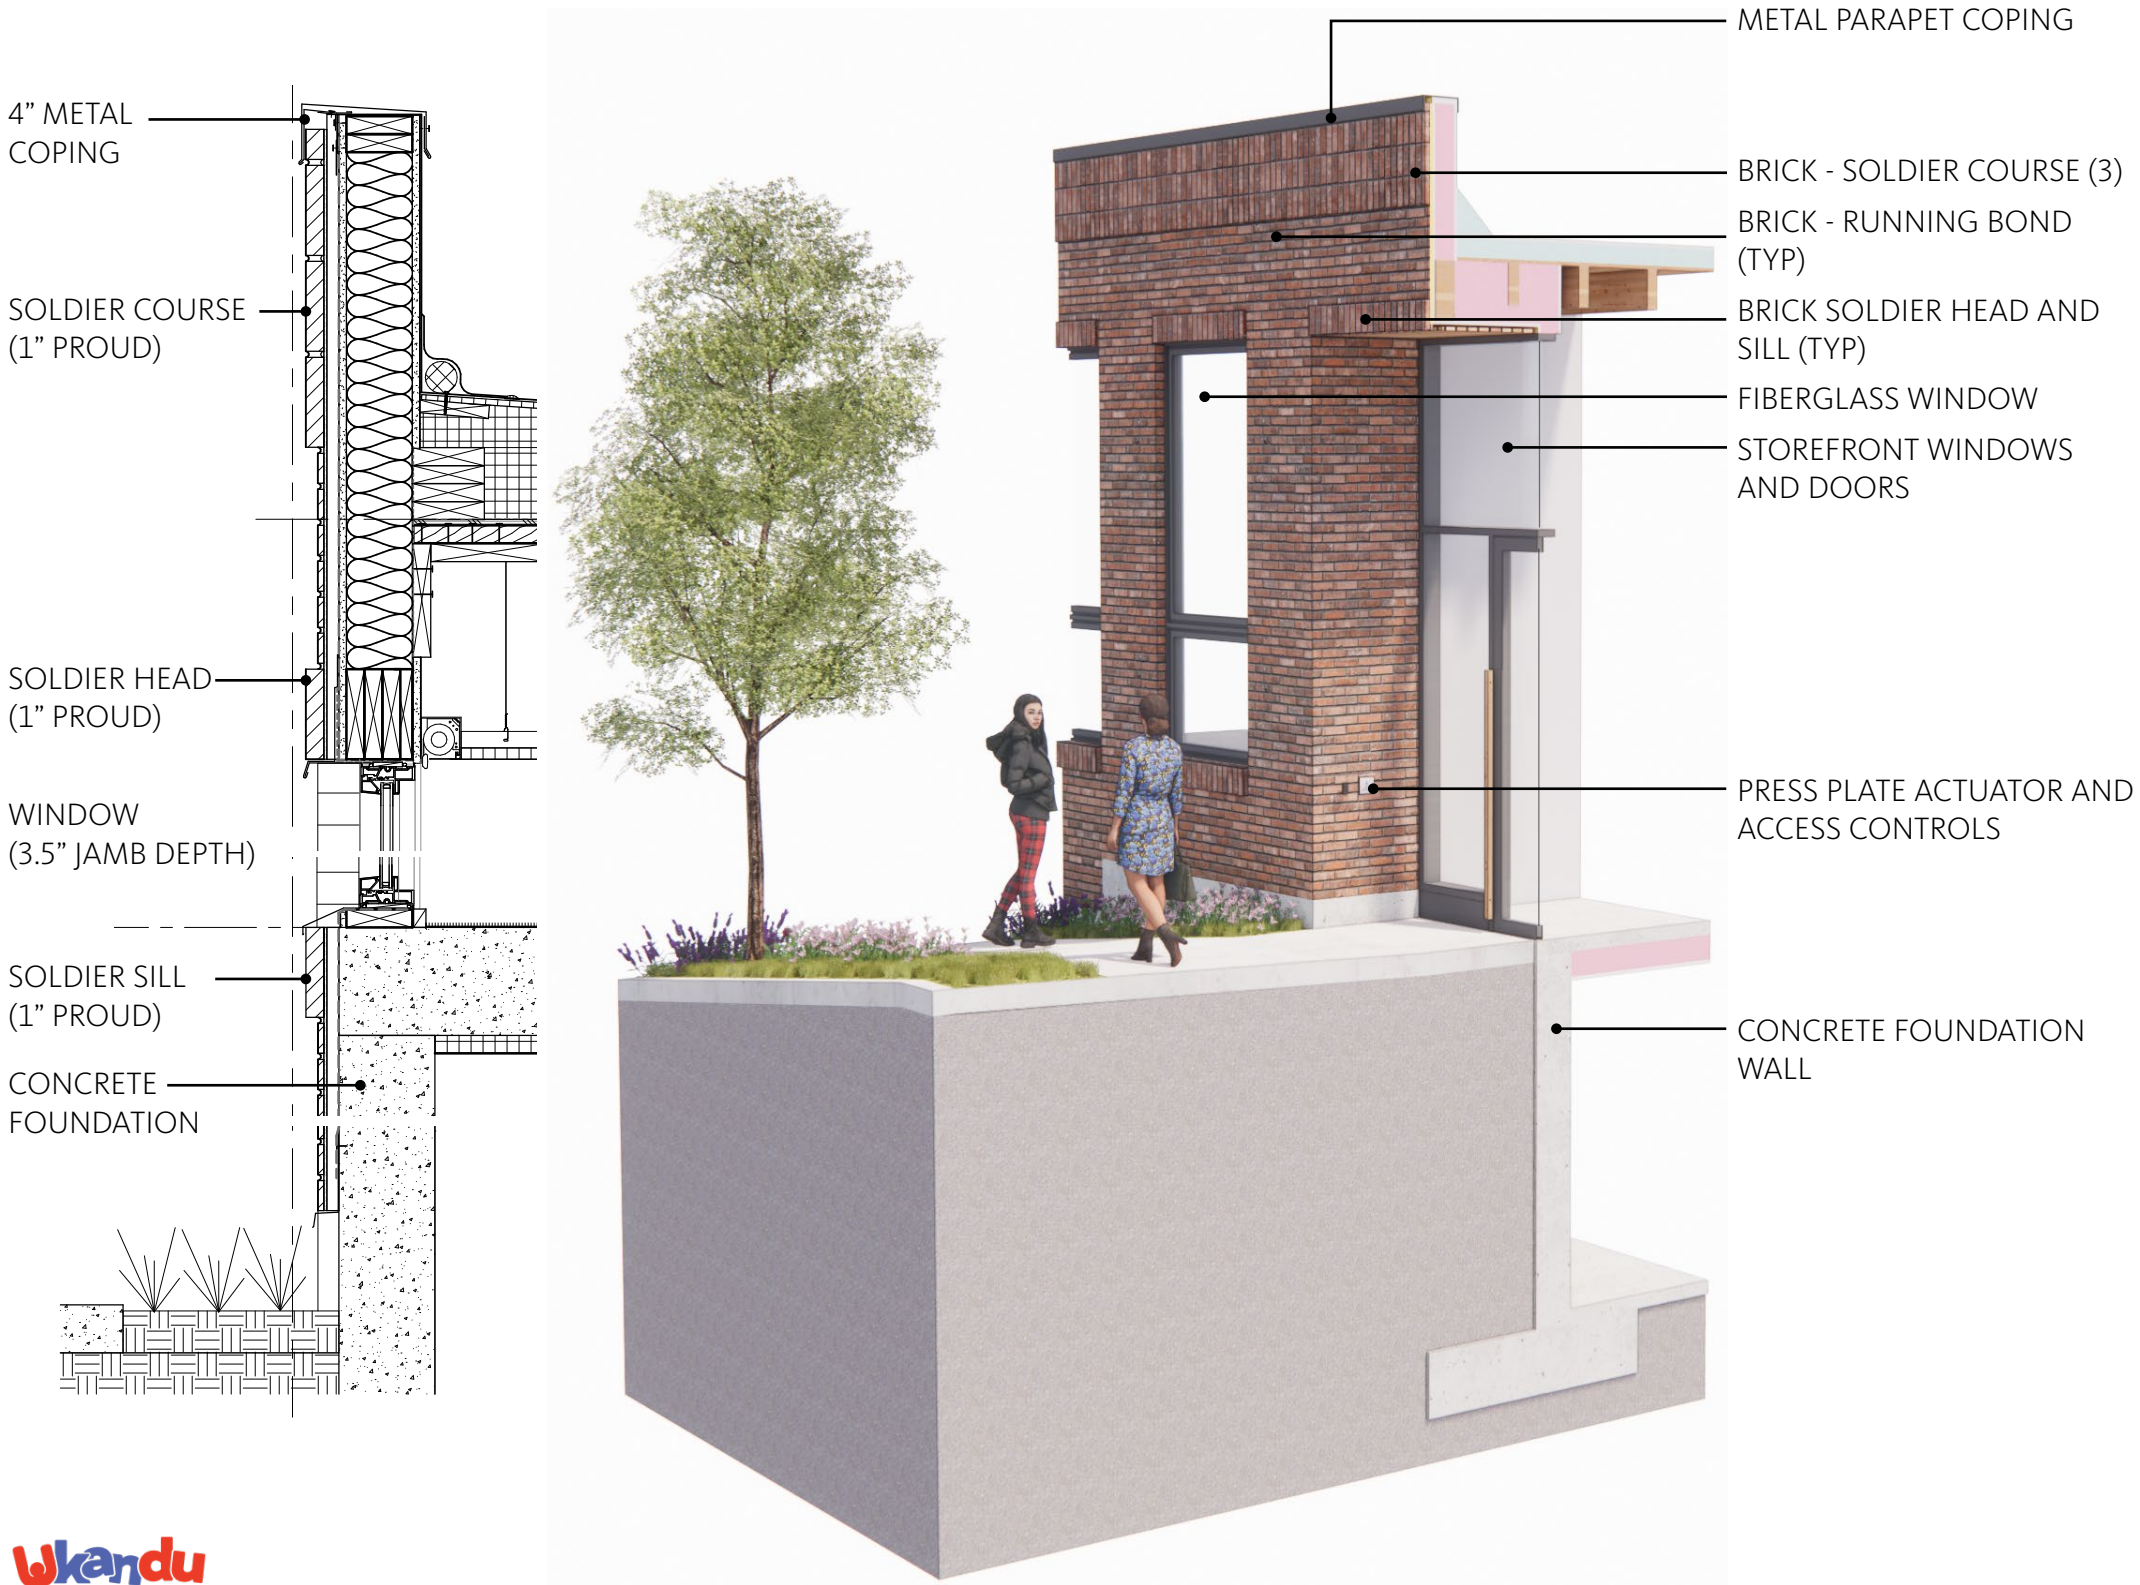 4” METAL
COPING
SOLDIER COURSE
(1” PROUD)
SOLDIER HEAD
(1” PROUD)
WINDOW
(3.5” JAMB DEPTH)
SOLDIER SILL
(1” PROUD)
CONCRETE
FOUNDATION
METAL PARAPET COPING
BRICK - SOLDIER COURSE (3)
BRICK - RUNNING BOND
(TYP)
BRICK SOLDIER HEAD AND
SILL (TYP)
FIBERGLASS WINDOW
STOREFRONT WINDOWS
AND DOORS
PRESS PLATE ACTUATOR AND
ACCESS CONTROLS
CONCRETE FOUNDATION
WALL
Wkandu